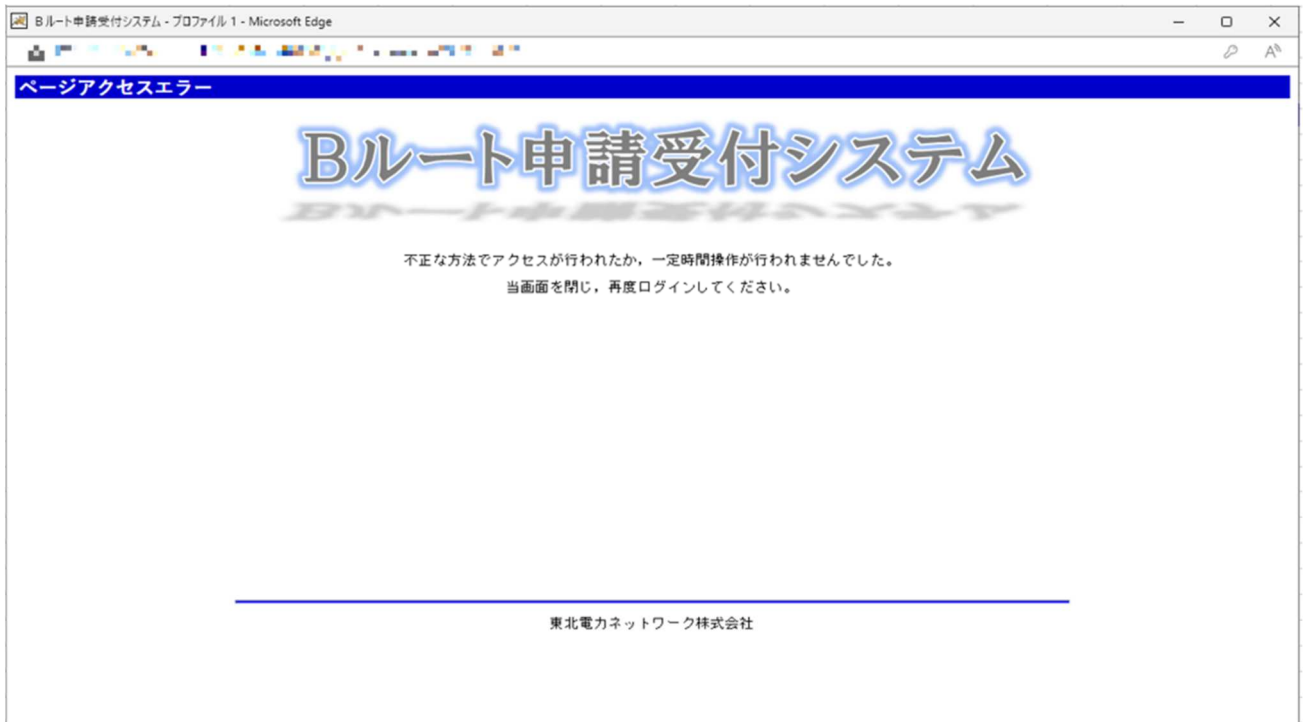 Bルート申請受付システム - プロファイル 1 - Microsoft Edge
ページアクセスエラー
Bルート申請受付システム
不正な方法でアクセスが行われたか，一定時間操作が行われませんでした。
当画面を閉じ，再度ログインしてください。
東北電力ネットワーク株式会社